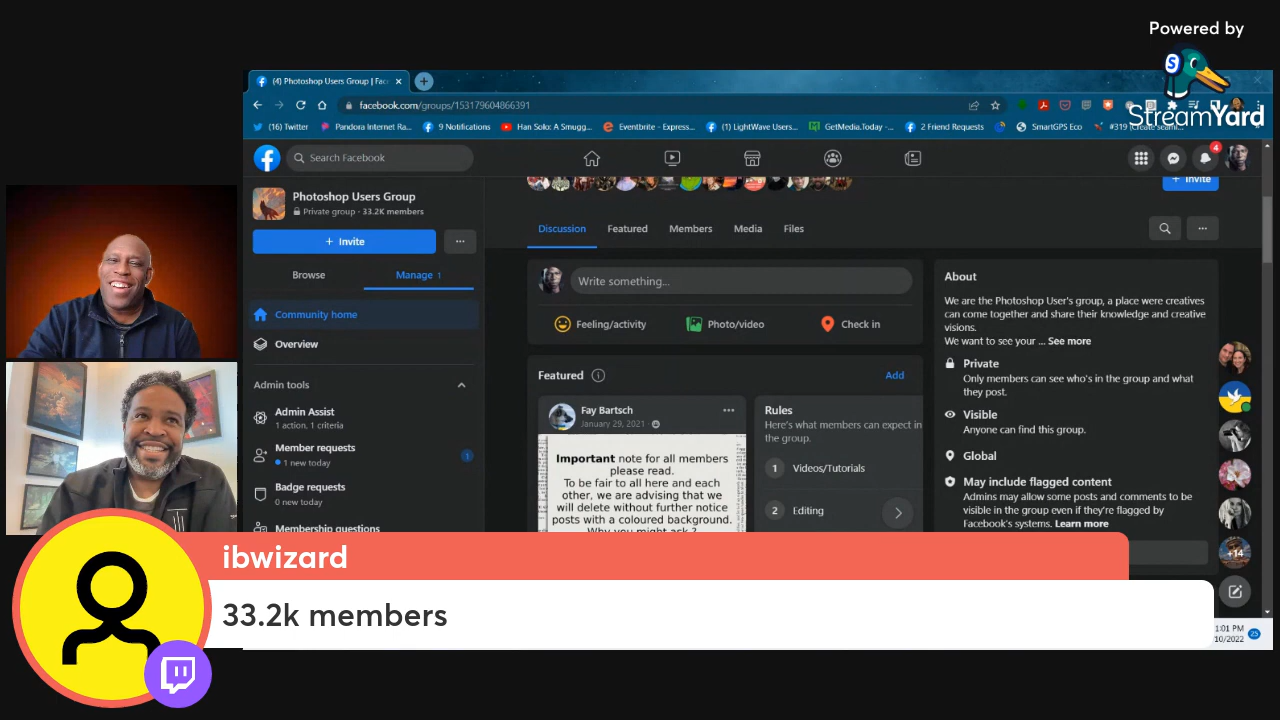 Powered by
StreamYard
(4) Photoshop Users Group | Fac
facebook.com/groups/153179604866391
(16) Twitter
Pandora Internet Ra...
9 Notifications
Han Solo: A Smugg...
Eventbrite - Express...
(1) LightWave Users...
GetMedia.Today -...
2 Friend Requests
SmartGPS Eco
#319
Search Facebook
4
Photoshop Users Group
Private group · 33.2K members
+ Invite
...
Browse
Manage 1
Community home
Overview
Admin tools
Admin Assist
1 action, 1 criteria
Member requests
1 new today
1
Badge requests
0 new today
Membership questions
+ Invite
Discussion
Featured
Members
Media
Files
...
Write something...
Feeling/activity
Photo/video
Check in
Featured
Add
Fay Bartsch
January 29, 2021
Important note for all members
please read.
To be fair to all here and each
other, we are advising that we
will delete without further notice
posts with a coloured background.
Why you might ask ?
Rules
Here's what members can expect in
the group.
1 Videos/Tutorials
2 Editing
About
We are the Photoshop User's group, a place were creatives
can come together and share their knowledge and creative
visions.
We want to see your ... See more
Private
Only members can see who's in the group and what
they post.
Visible
Anyone can find this group.
Global
May include flagged content
Admins may allow some posts and comments to be
visible in the group even if they're flagged by
Facebook's systems. Learn more
+14
1:01 PM
10/2022
25
ibwizard
33.2k members